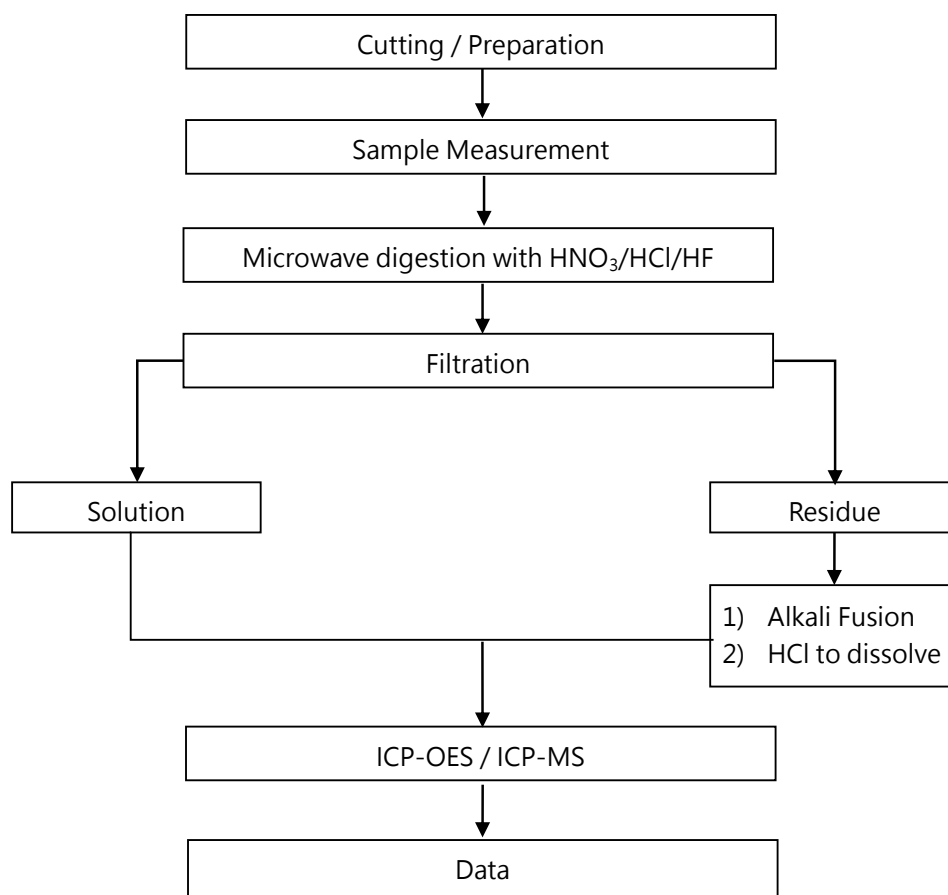 Cutting / Preparation
Sample Measurement
Microwave digestion with HNO₃/HCl/HF
Filtration
Solution
Residue
1) Alkali Fusion
2) HCl to dissolve
ICP-OES / ICP-MS
Data